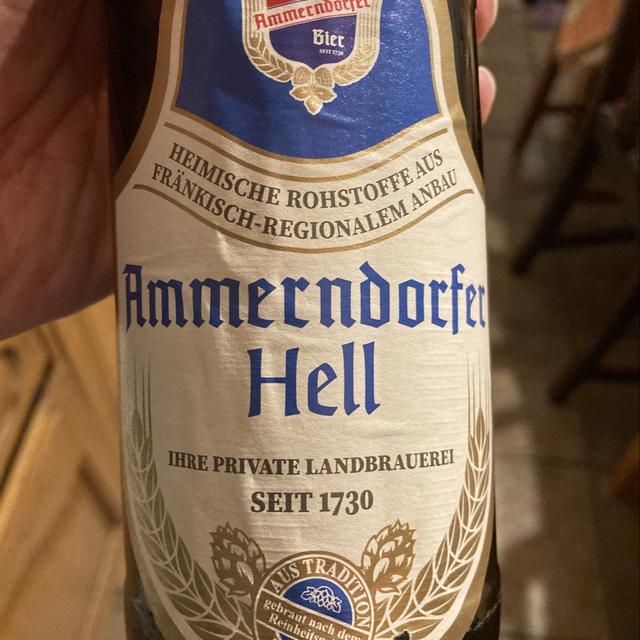 Ammerndorfer
Bier
SEIT 1730
HEIMISCHE ROHSTOFFE AUS
FRÄNKISCH-REGIONALEM ANBAU
Ammerndorfer
Hell
IHRE PRIVATE LANDBRAUEREI
SEIT 1730
AUS TRADITION
gebraut nach dem